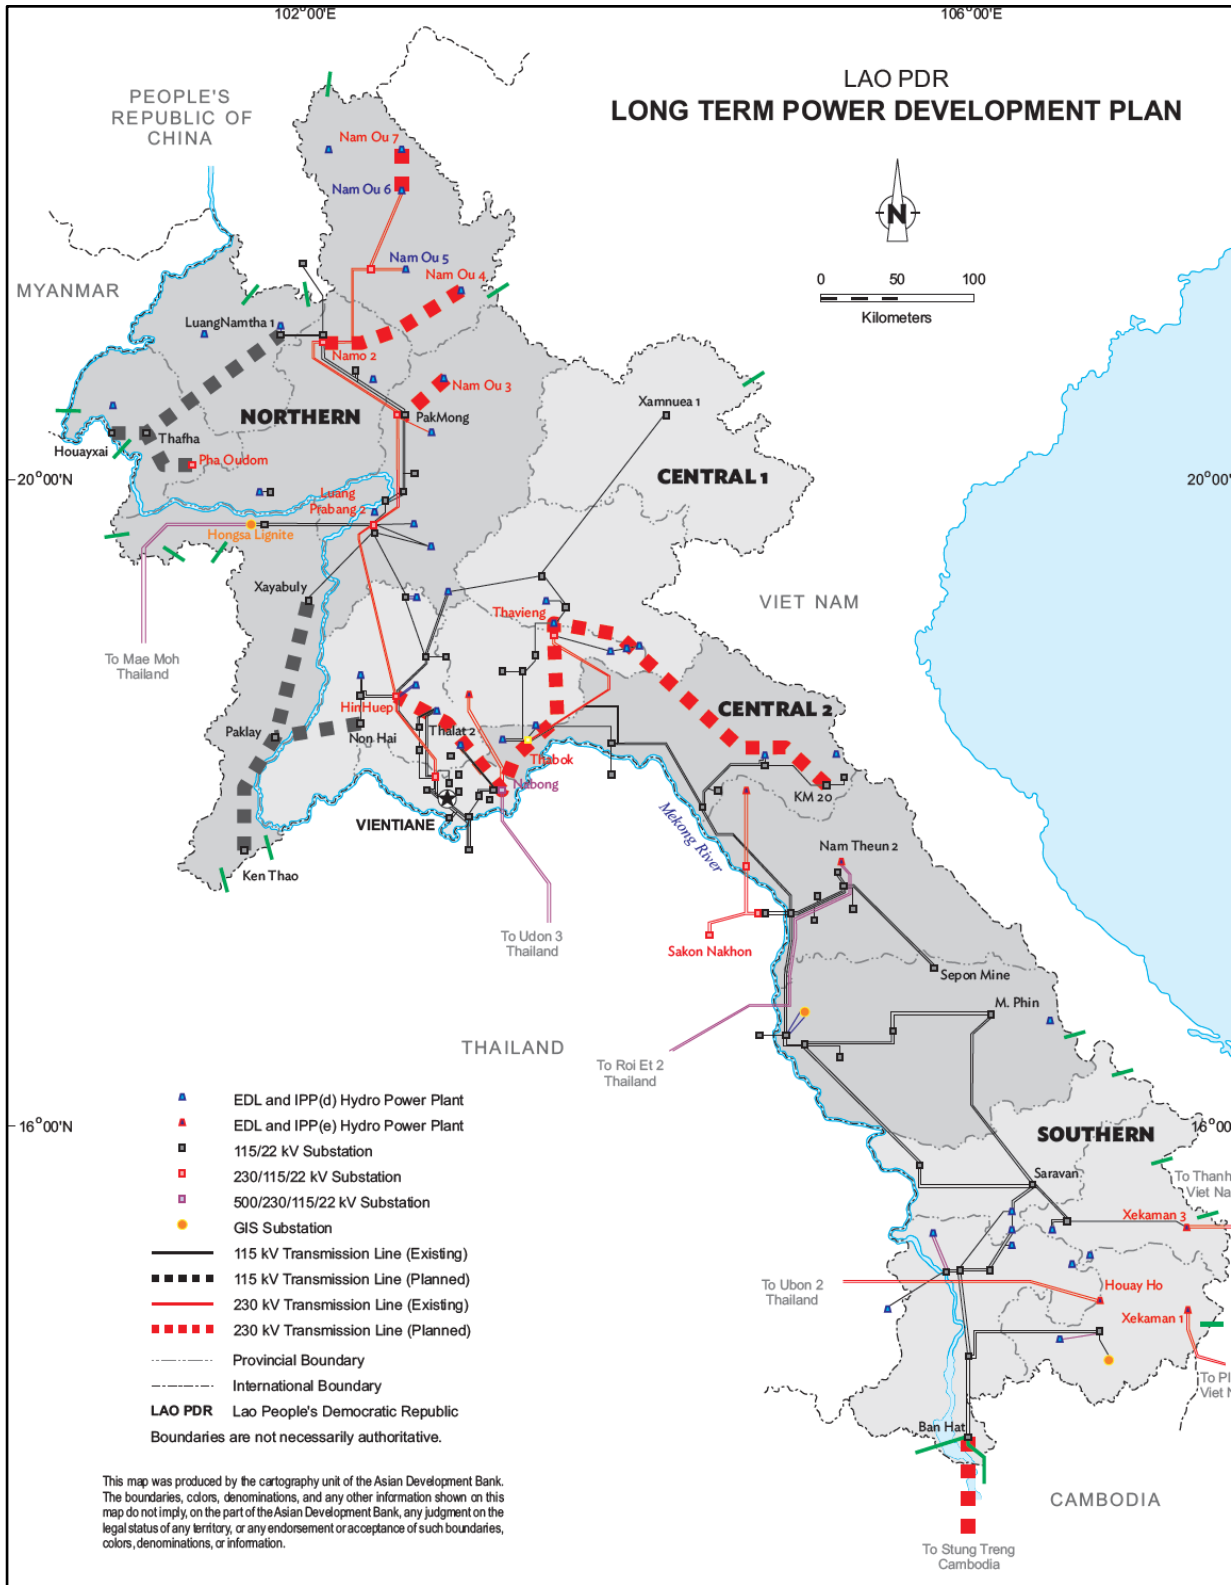 102°00'E
106°00'E
LAO PDR
LONG TERM POWER DEVELOPMENT PLAN
PEOPLE'S
REPUBLIC OF
CHINA
Nam Ou 7
Nam Ou 6
N
Nam Ou 5
Nam Ou 4
MYANMAR
0 50 100
Kilometers
LuangNamtha 1
Namo 2
Nam Ou 3
Xamnuea 1
NORTHERN
PakMong
Thafha
Houayxai
Pha Oudom
CENTRAL 1
20°00'N
20°00'
Luang
Prabang 2
Hongsa Lignite
Xayabuly
Thavieng
VIET NAM
To Mae Moh
Thailand
HinHuep
CENTRAL 2
Paklay
Non Hai
Thalat 2
Thabok
Nabong
KM 20
VIENTIANE
Mekong River
Nam Theun 2
Ken Thao
To Udon 3
Thailand
Sakon Nakhon
Sepon Mine
M. Phin
THAILAND
To Roi Et 2
Thailand
EDL and IPP(d) Hydro Power Plant
EDL and IPP(e) Hydro Power Plant
16°00'N
16°00
115/22 kV Substation
SOUTHERN
230/115/22 kV Substation
Saravan
To Thanh
Viet Na
500/230/115/22 kV Substation
Xekaman 3
GIS Substation
115 kV Transmission Line (Existing)
115 kV Transmission Line (Planned)
To Ubon 2
Thailand
Houay Ho
230 kV Transmission Line (Existing)
Xekaman 1
230 kV Transmission Line (Planned)
Provincial Boundary
International Boundary
To Pl
Viet N
LAO PDR Lao People's Democratic Republic
Ban Hat
Boundaries are not necessarily authoritative.
This map was produced by the cartography unit of the Asian Development Bank.
The boundaries, colors, denominations, and any other information shown on this
map do not imply, on the part of the Asian Development Bank, any judgment on the
legal status of any territory, or any endorsement or acceptance of such boundaries,
colors, denominations, or information.
CAMBODIA
To Stung Treng
Cambodia